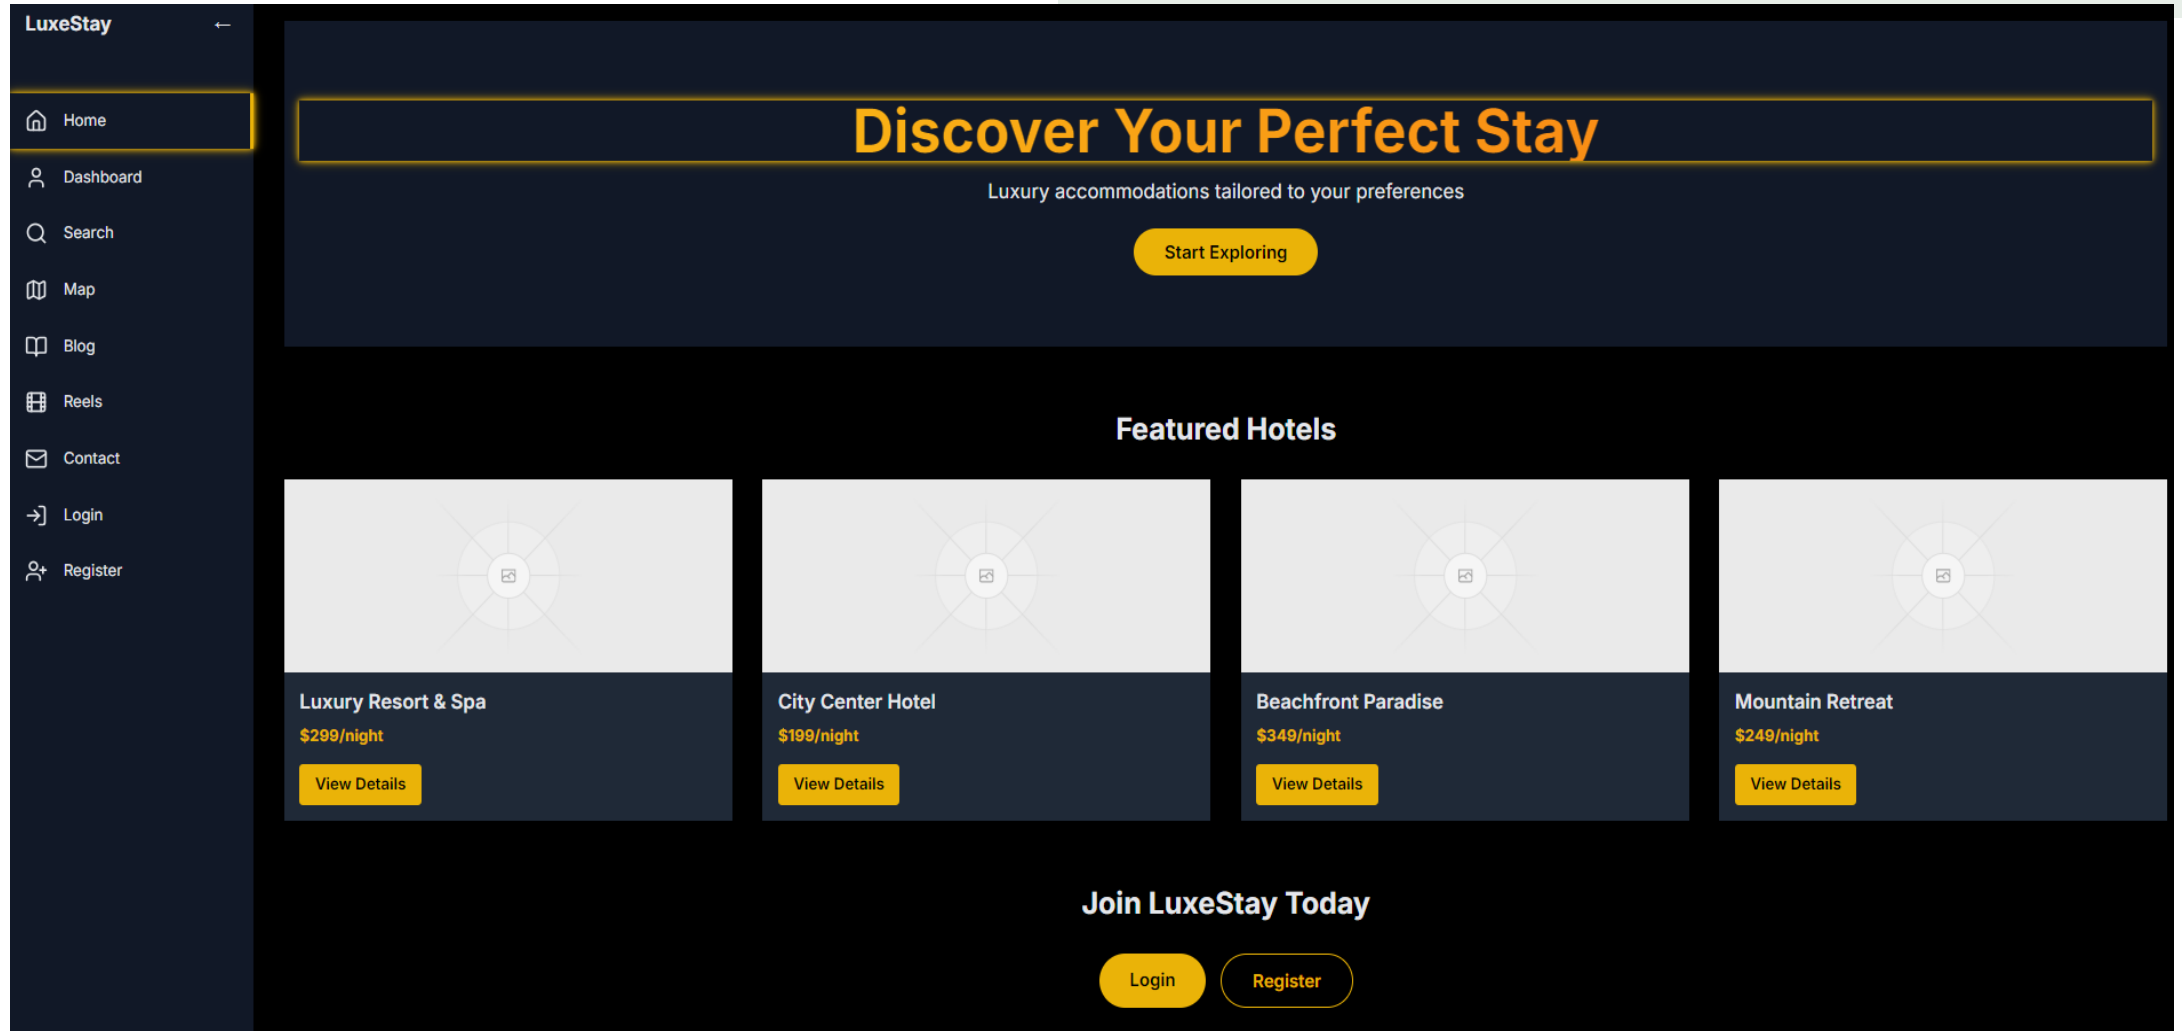 LuxeStay ←
Home
Dashboard
Search
Map
Blog
Reels
Contact
Login
Register
Discover Your Perfect Stay
Luxury accommodations tailored to your preferences
Start Exploring
Featured Hotels
Luxury Resort & Spa
$299/night
View Details
City Center Hotel
$199/night
View Details
Beachfront Paradise
$349/night
View Details
Mountain Retreat
$249/night
View Details
Join LuxeStay Today
Login
Register